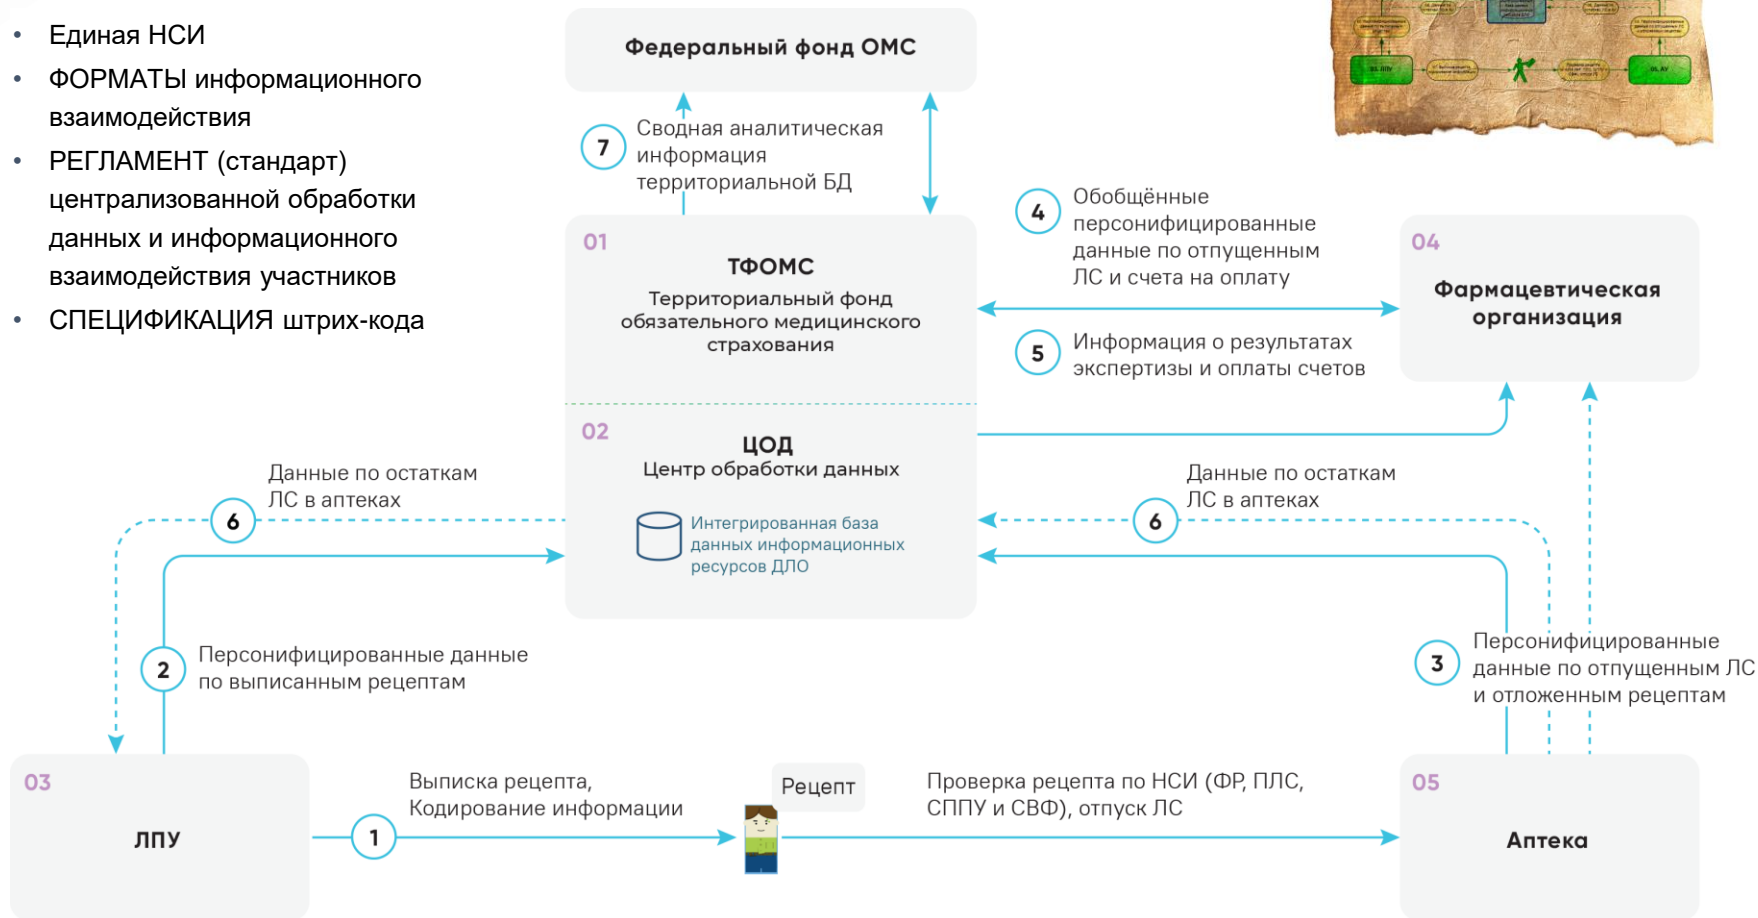 • Единая НСИ
• ФОРМАТЫ информационного
взаимодействия
• РЕГЛАМЕНТ (стандарт)
централизованной обработки
данных и информационного
взаимодействия участников
• СПЕЦИФИКАЦИЯ штрих-кода
Федеральный фонд ОМС
7
Сводная аналитическая
информация
территориальной БД
01
ТФОМС
Территориальный фонд
обязательного медицинского
страхования
4
Обобщённые
персонифицированные
данные по отпущенным
ЛС и счета на оплату
5
Информация о результатах
экспертизы и оплаты счетов
04
Фармацевтическая
организация
02
ЦОД
Центр обработки данных
Интегрированная база
данных информационных
ресурсов ДЛО
Данные по остаткам
ЛС в аптеках
6
Данные по остаткам
ЛС в аптеках
6
2
Персонифицированные данные
по выписанным рецептам
3
Персонифицированные
данные по отпущенным ЛС
и отложенным рецептам
03
ЛПУ
Выписка рецепта,
Кодирование информации
1
Рецепт
Проверка рецепта по НСИ (ФР, ПЛС,
СППУ и СВФ), отпуск ЛС
05
Аптека